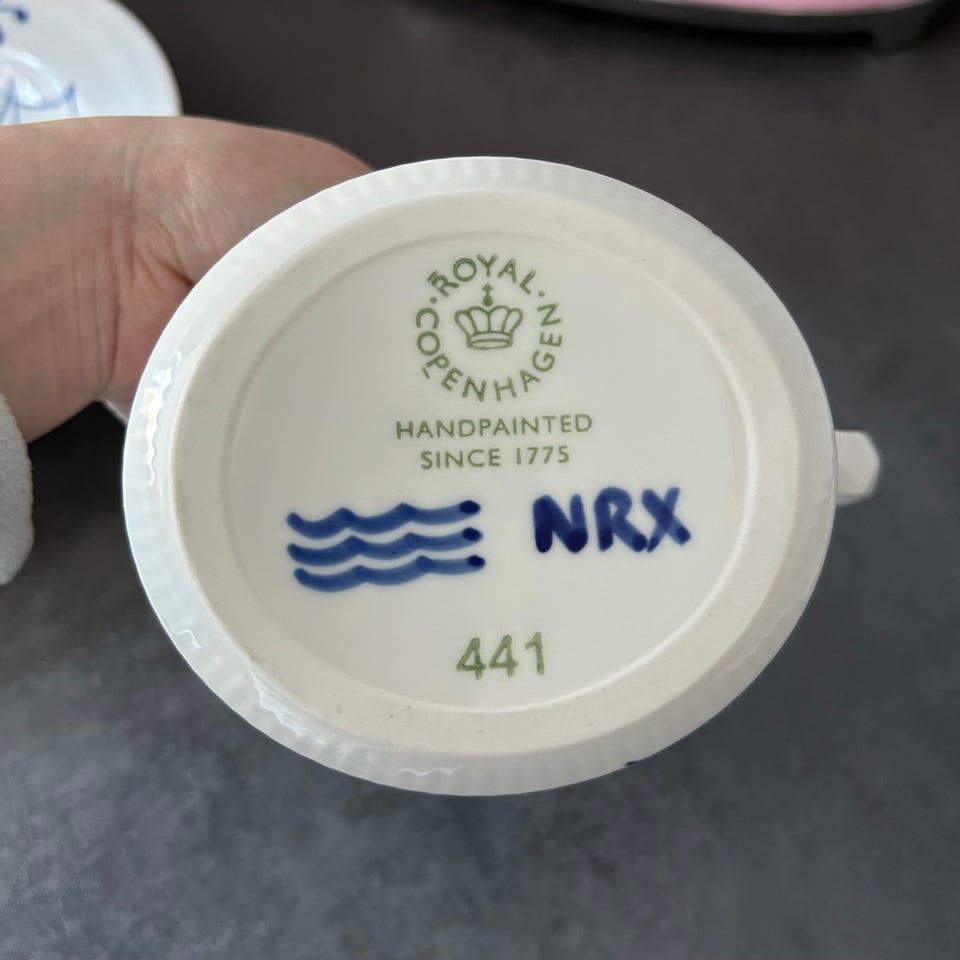 ROYAL · COPENHAGEN ·
HANDPAINTED
SINCE 1775
NRX
441